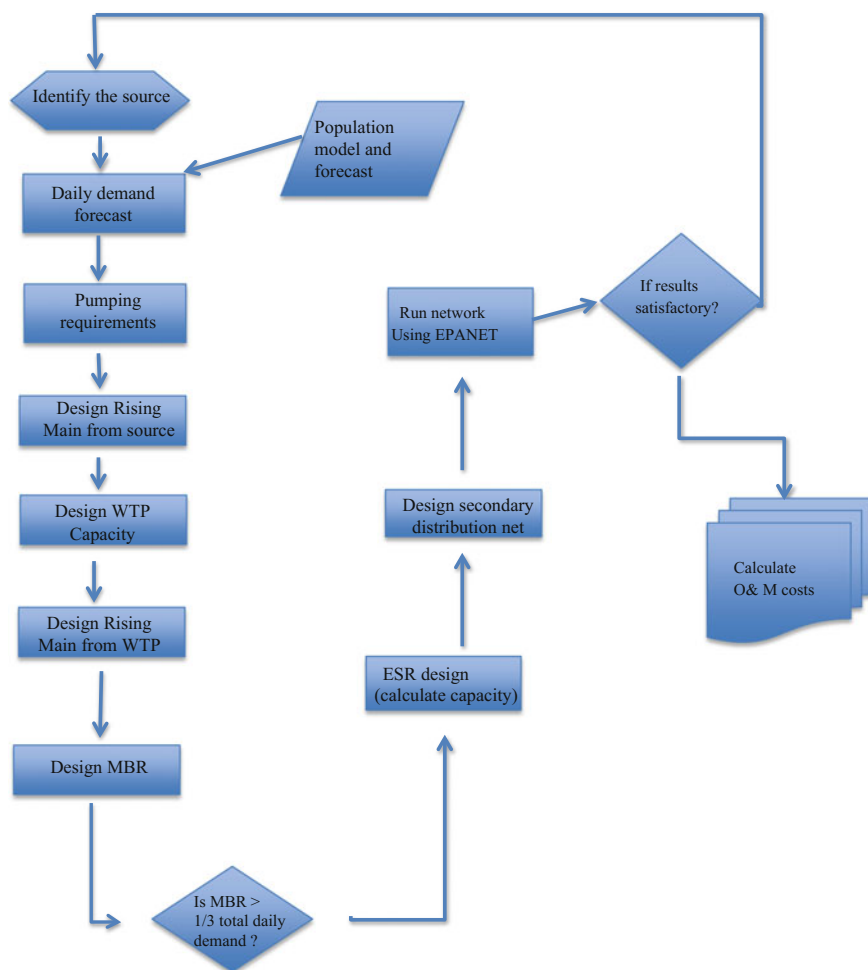 Identify the source
Population
model and
forecast
Daily demand
forecast
Pumping
requirements
Design Rising
Main from source
Design WTP
Capacity
Design Rising
Main from WTP
Design MBR
Is MBR >
1/3 total daily
demand ?
ESR design
(calculate capacity)
Design secondary
distribution net
Run network
Using EPANET
If results
satisfactory?
Calculate
O& M costs